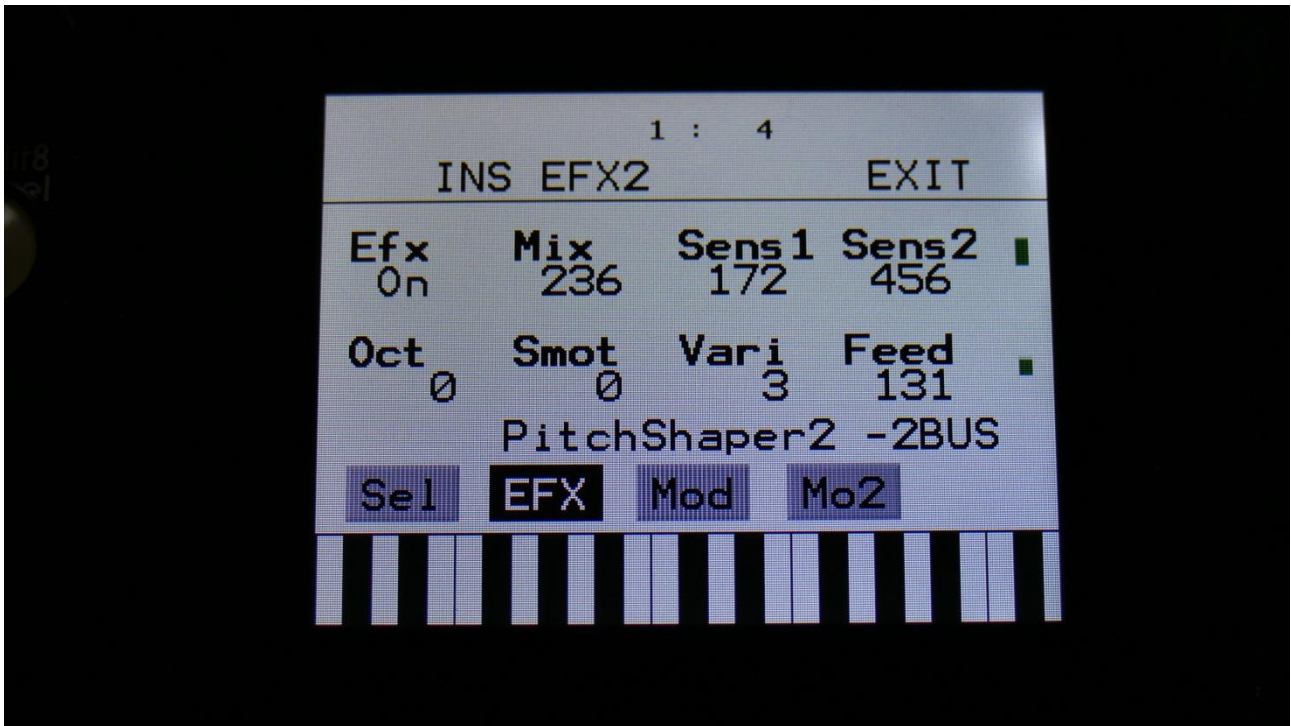 1 : 4
INS EFX2 EXIT
Efx Mix Sens1 Sens2
On 236 172 456
Oct Smot Vari Feed
0 0 3 131
PitchShaper2 -2BUS
Sel EFX Mod Mo2